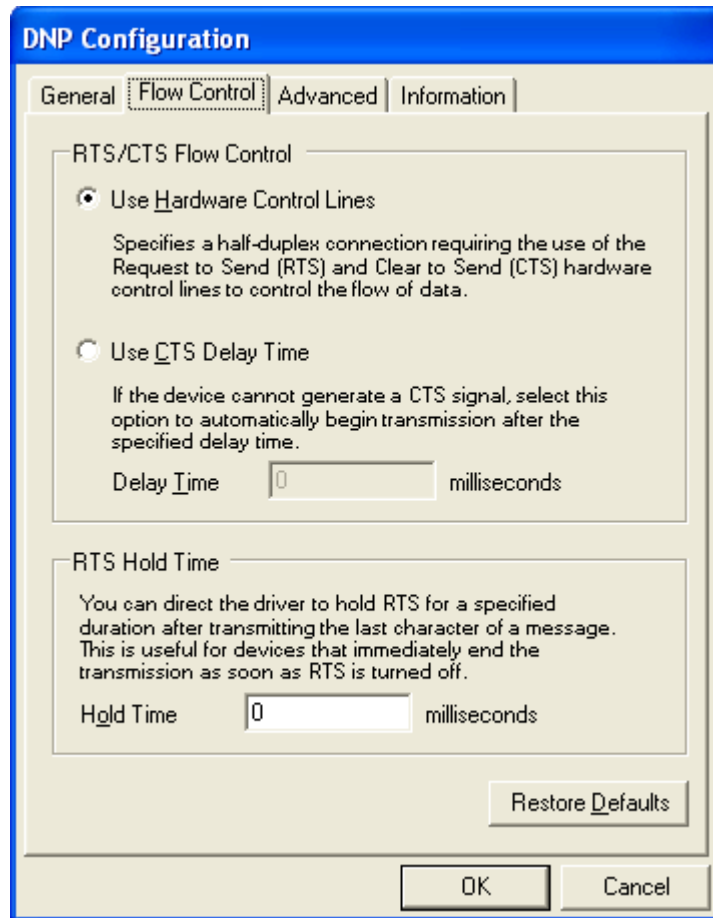 DNP Configuration
General Flow Control Advanced Information
RTS/CTS Flow Control
Use Hardware Control Lines
Specifies a half-duplex connection requiring the use of the
Request to Send (RTS) and Clear to Send (CTS) hardware
control lines to control the flow of data.
Use CTS Delay Time
If the device cannot generate a CTS signal, select this
option to automatically begin transmission after the
specified delay time.
Delay Time 0 milliseconds
RTS Hold Time
You can direct the driver to hold RTS for a specified
duration after transmitting the last character of a message.
This is useful for devices that immediately end the
transmission as soon as RTS is turned off.
Hold Time 0 milliseconds
Restore Defaults
OK Cancel